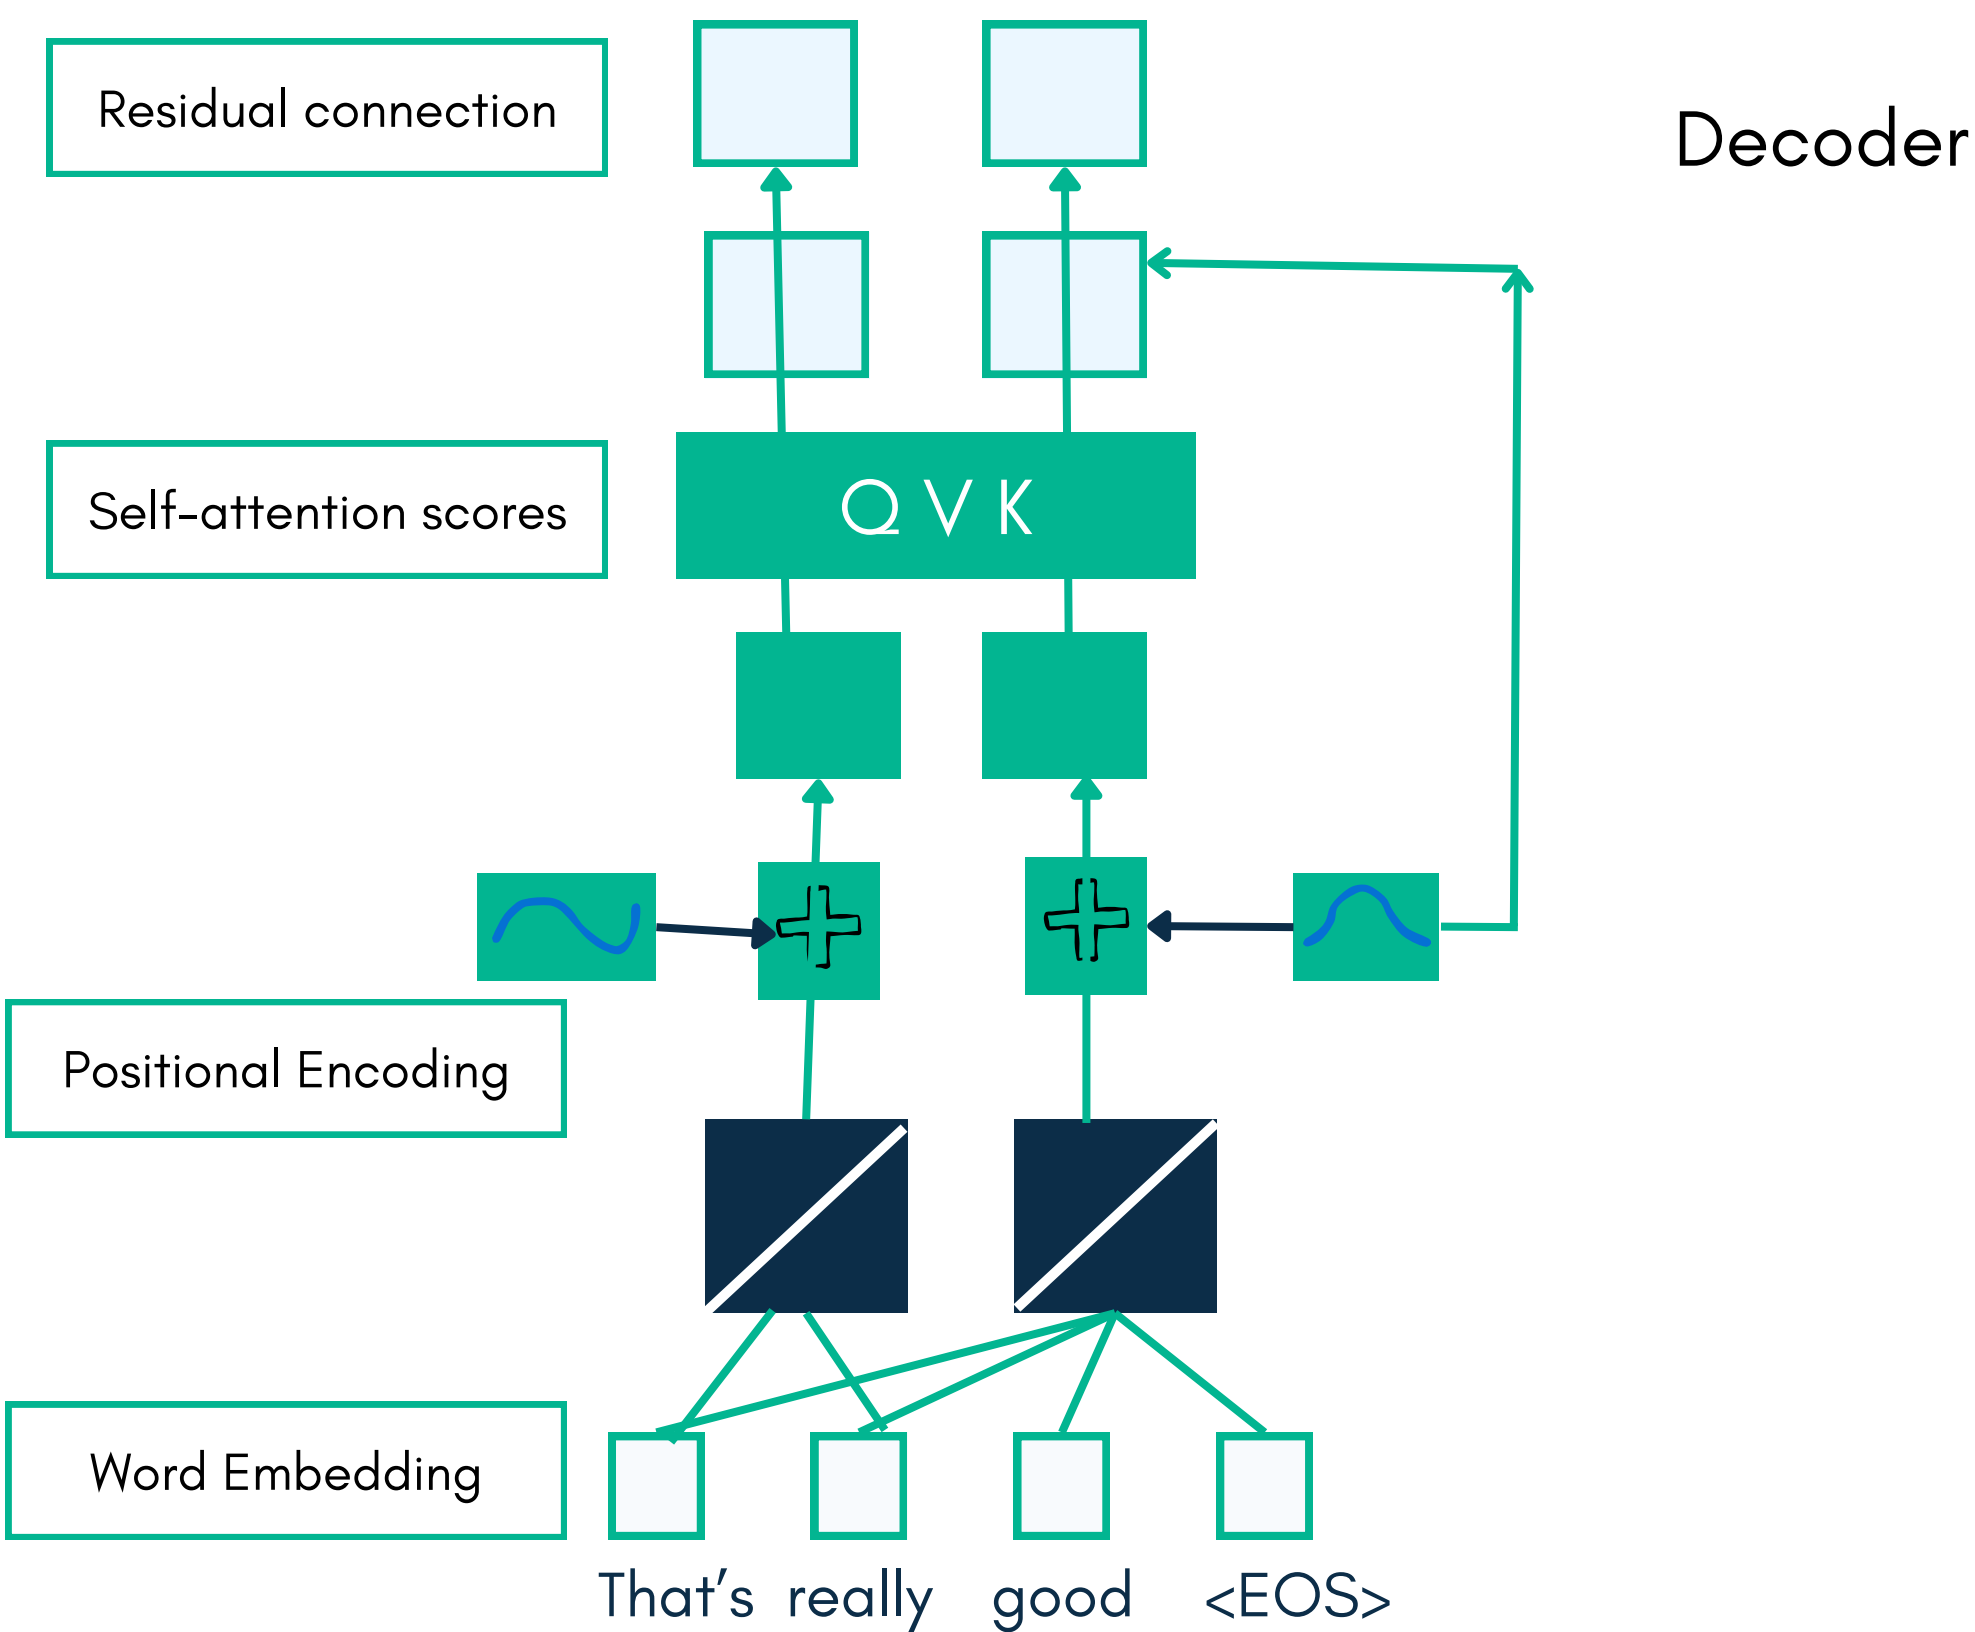 Residual connection
Decoder
Self-attention scores
Q V K
Positional Encoding
Word Embedding
That's really good <EOS>